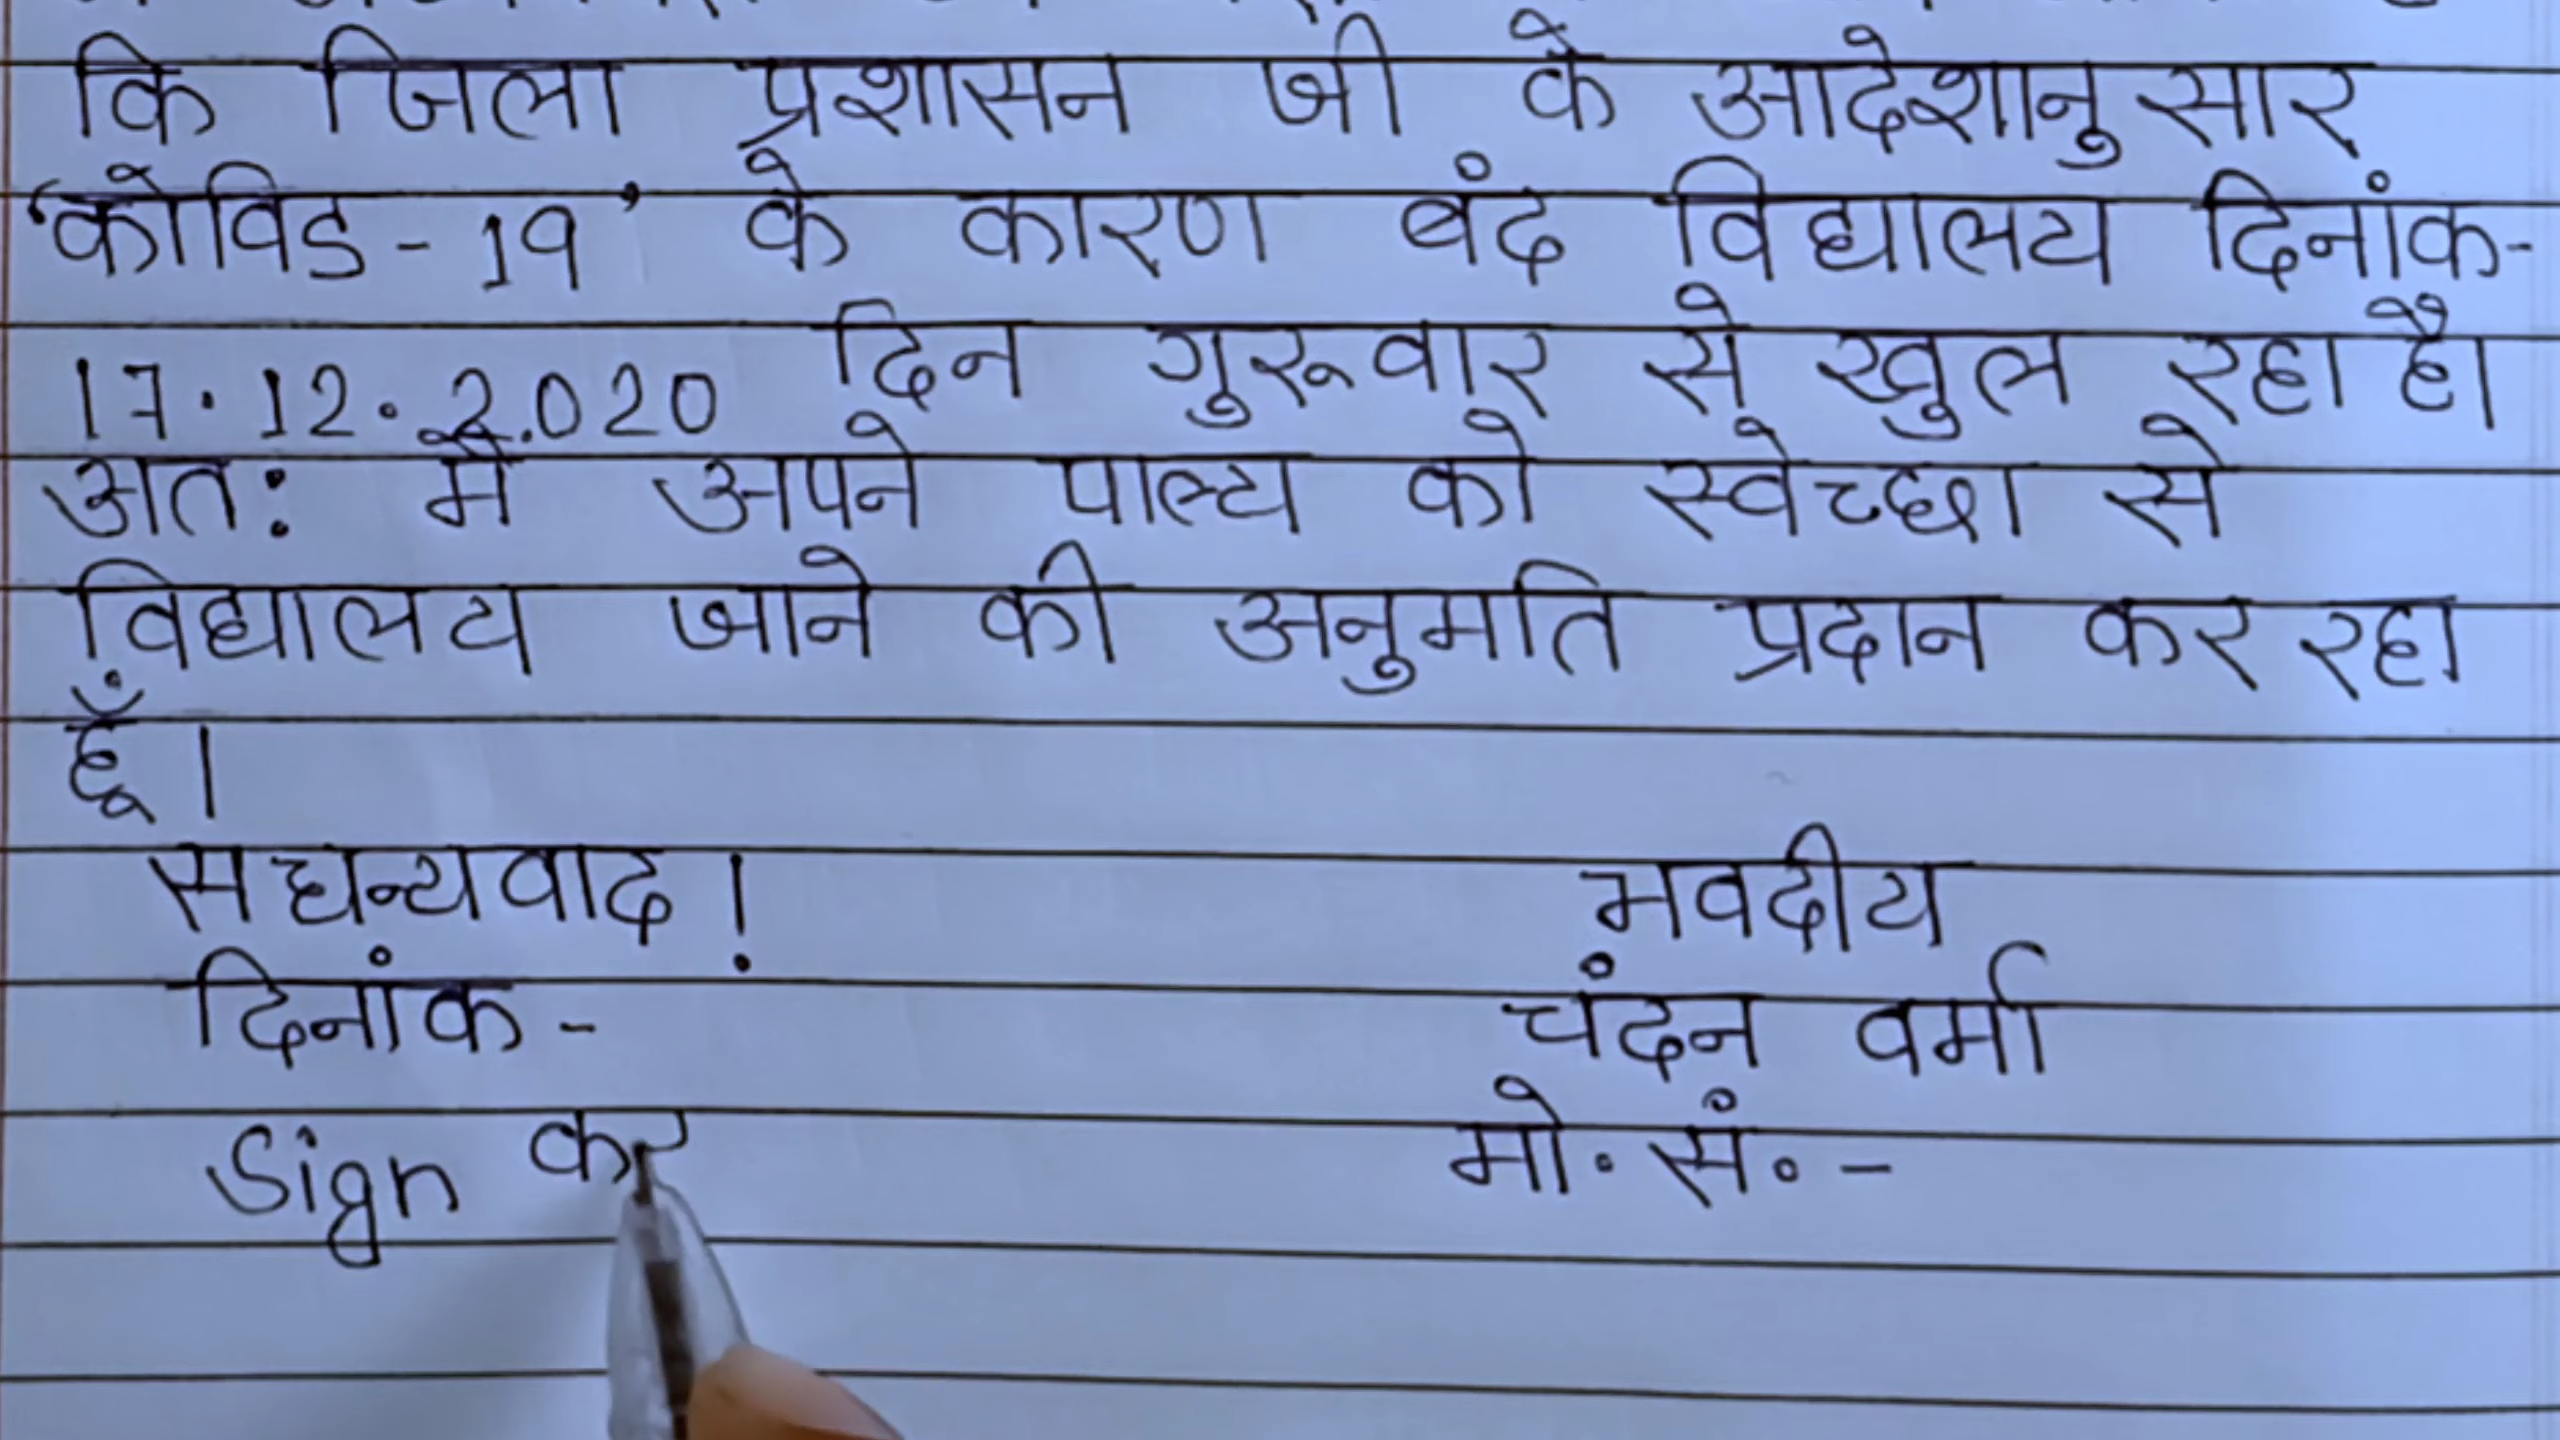 कि जिला प्रशासन जी के आदेशानुसार
'कोविड - 19' के कारण बंद विद्यालय दिनांक-
17.12.2020 दिन गुरूवार से खुल रहा है।
अतः मैं अपने पाल्य को स्वेच्छा से
विद्यालय जाने की अनुमति प्रदान कर रहा
हूँ।
सधन्यवाद!
भवदीय
दिनांक -
चंदन वर्मा
Sign कर
मो. सं. -